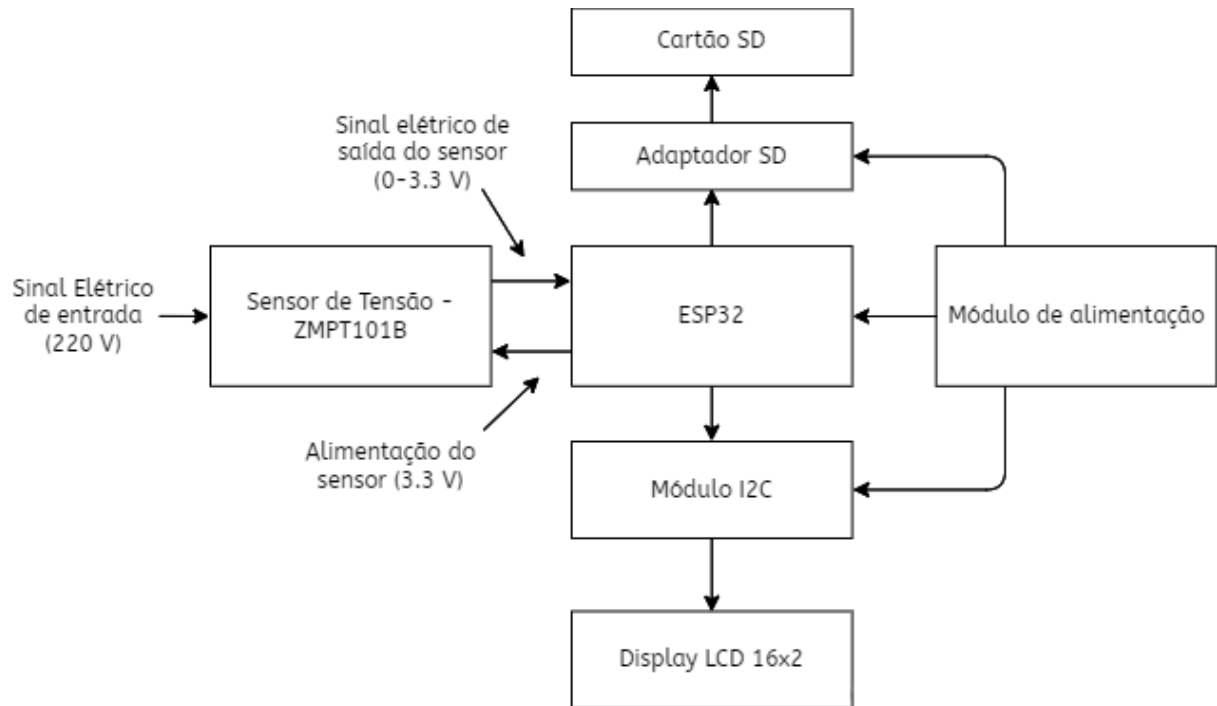 Cartão SD
Sinal elétrico de
saída do sensor
(0-3.3 V)
Adaptador SD
Sinal Elétrico
de entrada
(220 V)
Sensor de Tensão -
ZMPT101B
ESP32
Módulo de alimentação
Alimentação do
sensor (3.3 V)
Módulo I2C
Display LCD 16x2